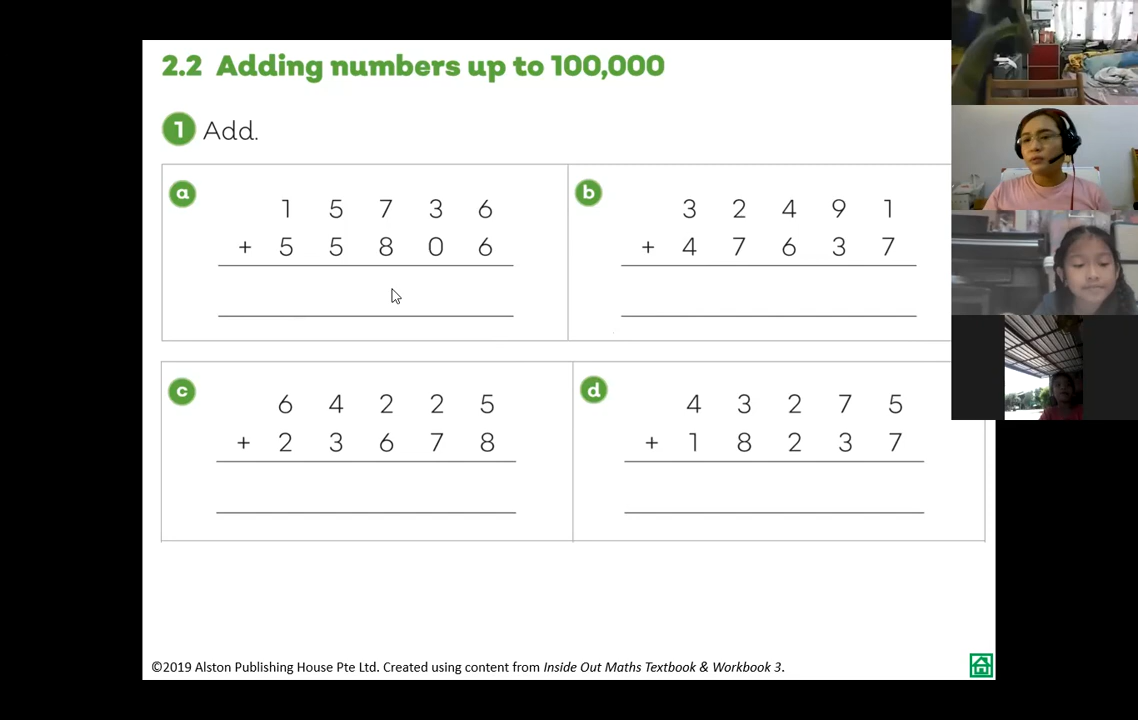 2.2 Adding numbers up to 100,000
1 Add.
a
1 5 7 3 6
+ 5 5 8 0 6
b
3 2 4 9 1
+ 4 7 6 3 7
c
6 4 2 2 5
+ 2 3 6 7 8
d
4 3 2 7 5
+ 1 8 2 3 7
©2019 Alston Publishing House Pte Ltd. Created using content from Inside Out Maths Textbook & Workbook 3.